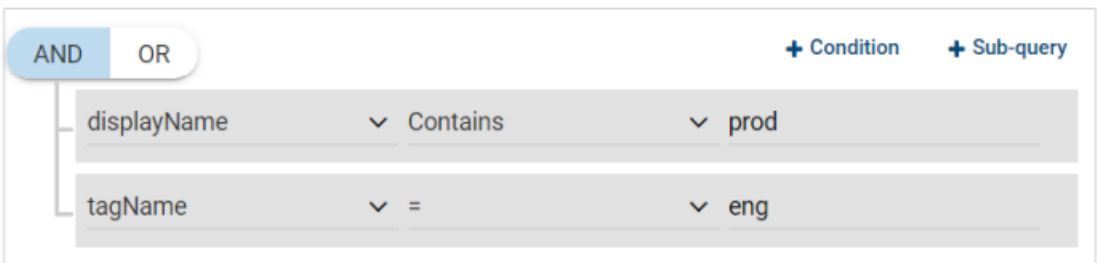 AND OR + Condition + Sub-query
displayName Contains prod
tagName = eng